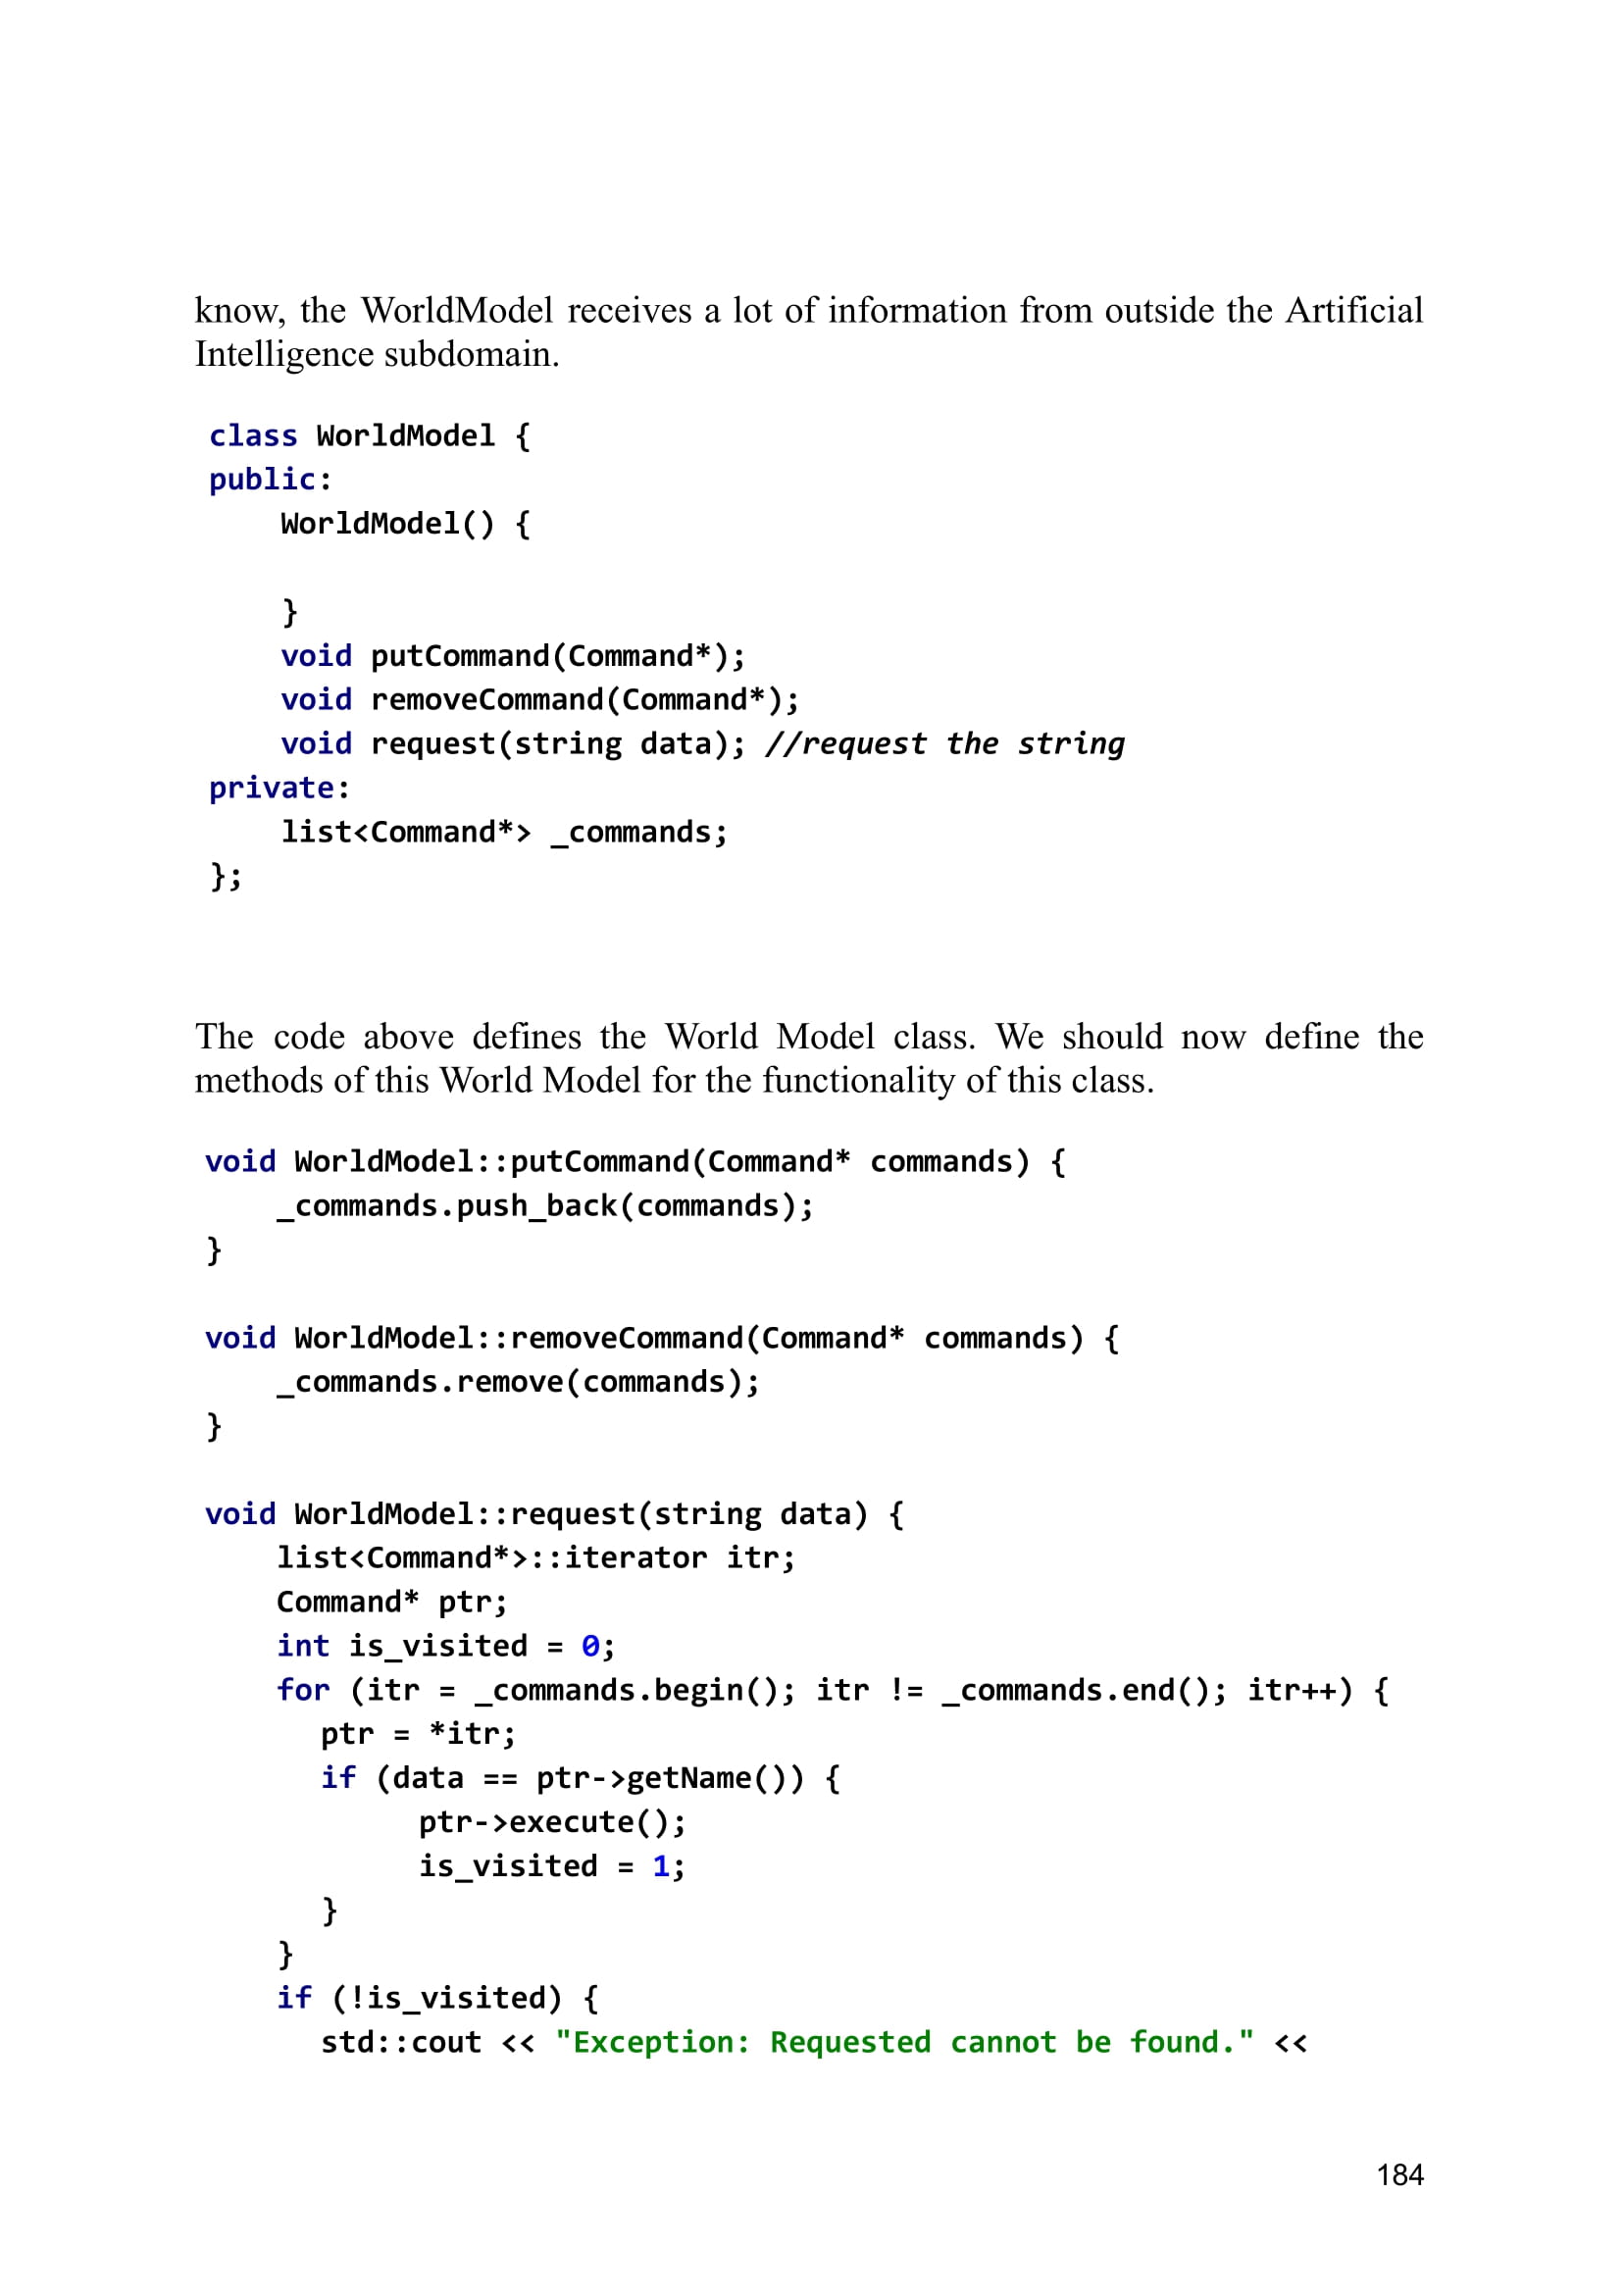 know, the WorldModel receives a lot of information from outside the Artificial
Intelligence subdomain.
class WorldModel {
public:
    WorldModel() {

    }
    void putCommand(Command*);
    void removeCommand(Command*);
    void request(string data); //request the string
private:
    list<Command*> _commands;
};
The code above defines the World Model class. We should now define the
methods of this World Model for the functionality of this class.
void WorldModel::putCommand(Command* commands) {
    _commands.push_back(commands);
}

void WorldModel::removeCommand(Command* commands) {
    _commands.remove(commands);
}

void WorldModel::request(string data) {
    list<Command*>::iterator itr;
    Command* ptr;
    int is_visited = 0;
    for (itr = _commands.begin(); itr != _commands.end(); itr++) {
      ptr = *itr;
      if (data == ptr->getName()) {
            ptr->execute();
            is_visited = 1;
      }
    }
    if (!is_visited) {
      std::cout << "Exception: Requested cannot be found." <<
184